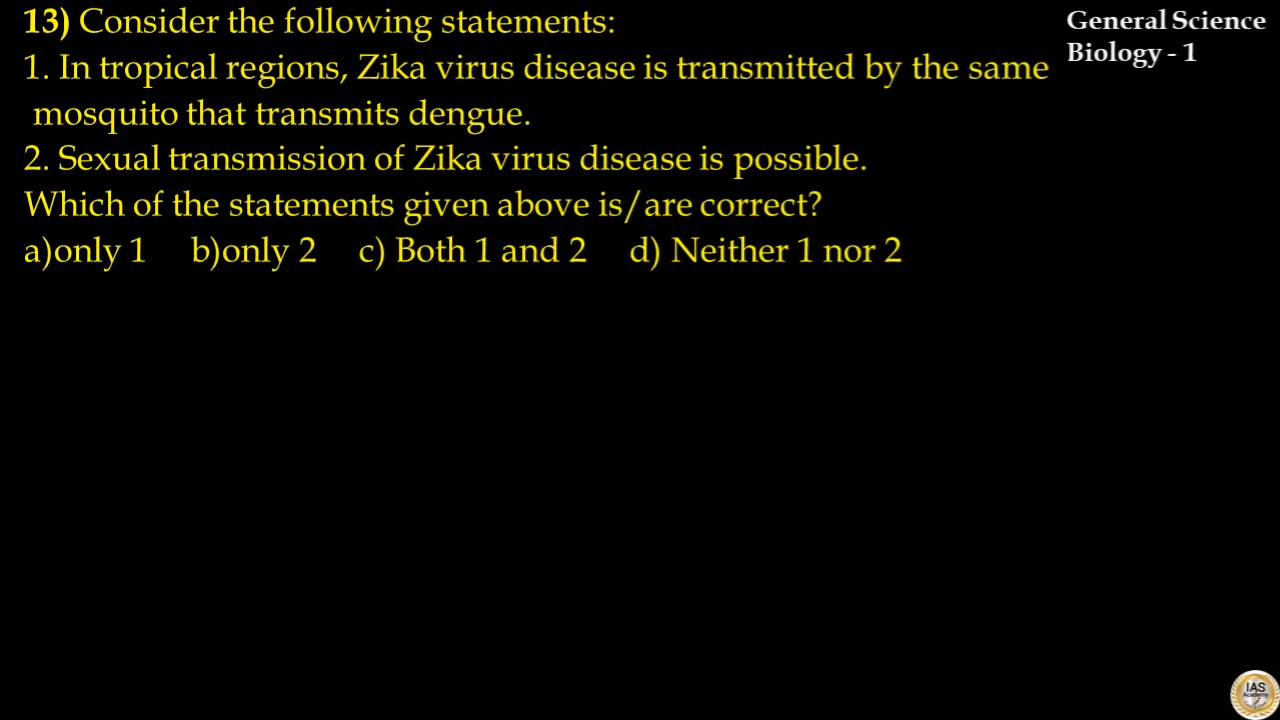 13) Consider the following statements:
General Science
Biology - 1
1. In tropical regions, Zika virus disease is transmitted by the same
mosquito that transmits dengue.
2. Sexual transmission of Zika virus disease is possible.
Which of the statements given above is/are correct?
a)only 1 b)only 2 c) Both 1 and 2 d) Neither 1 nor 2
IAS
Academy